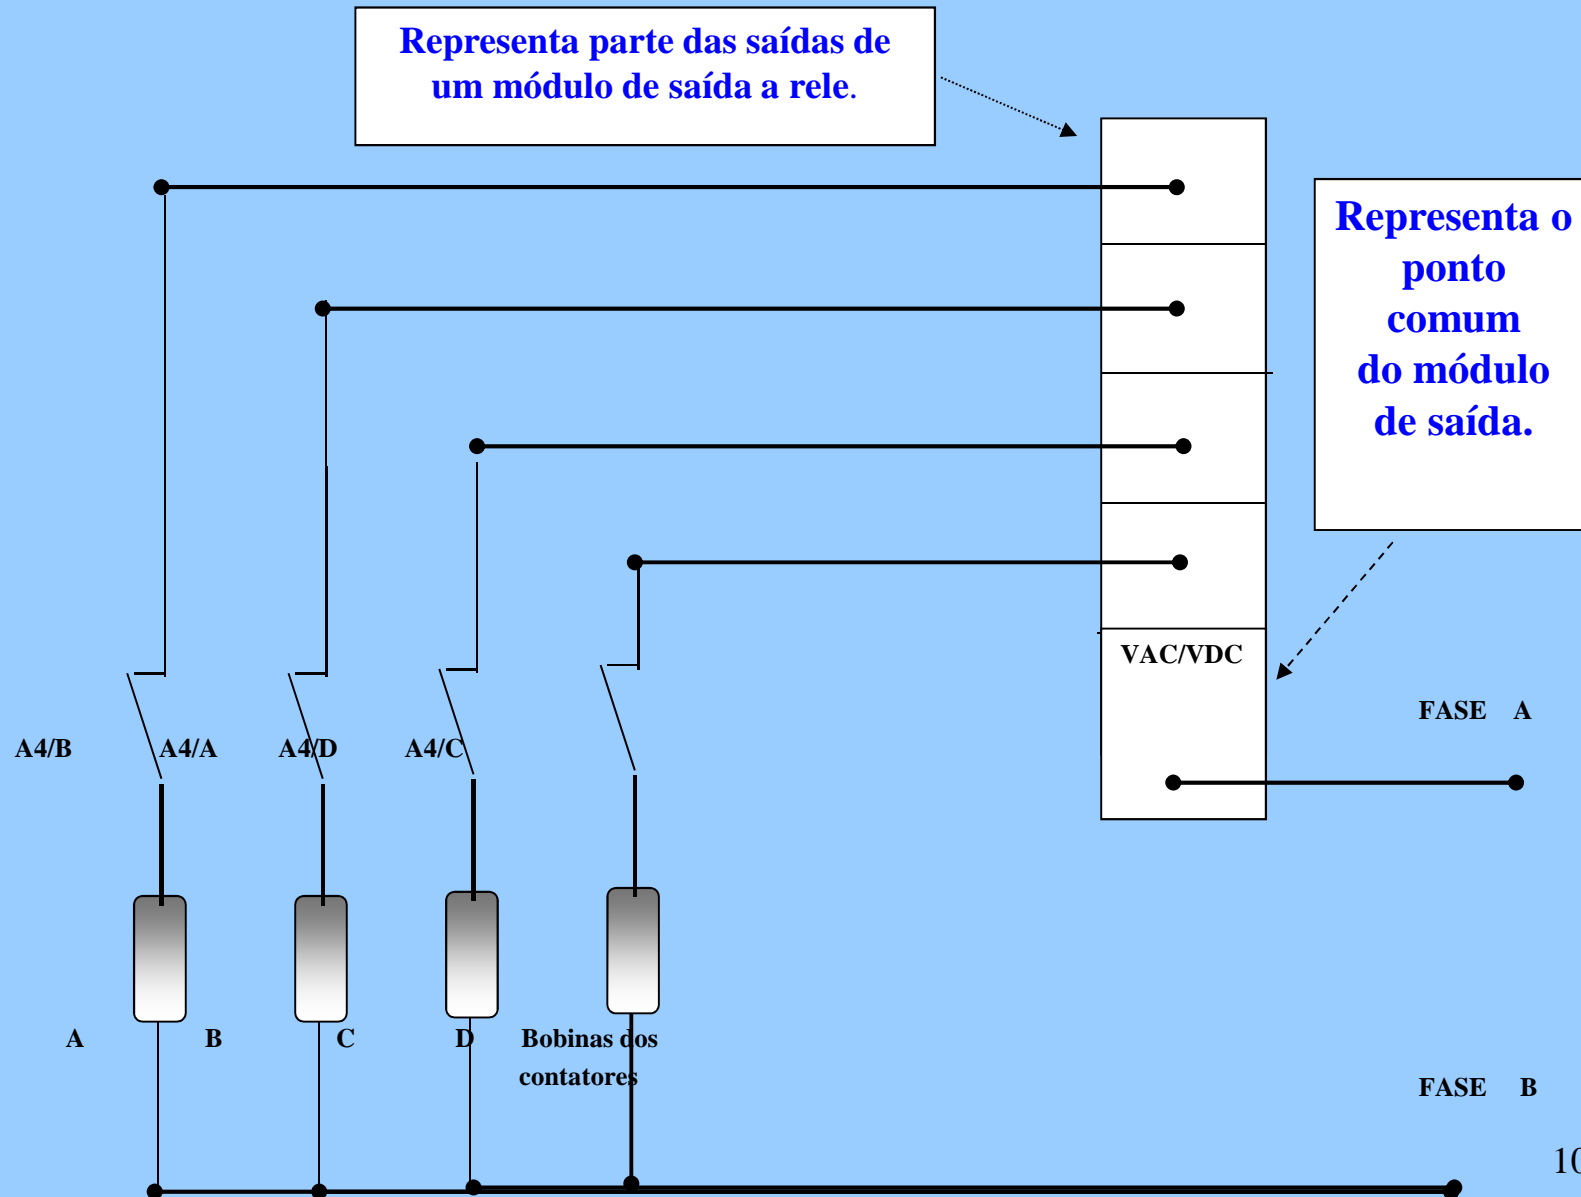 Representa parte das saídas de
um módulo de saída a rele.
Representa o
ponto
comum
do módulo
de saída.
VAC/VDC
FASE A
A4/B A4/A A4/D A4/C
A B C D Bobinas dos
contatores
FASE B
10